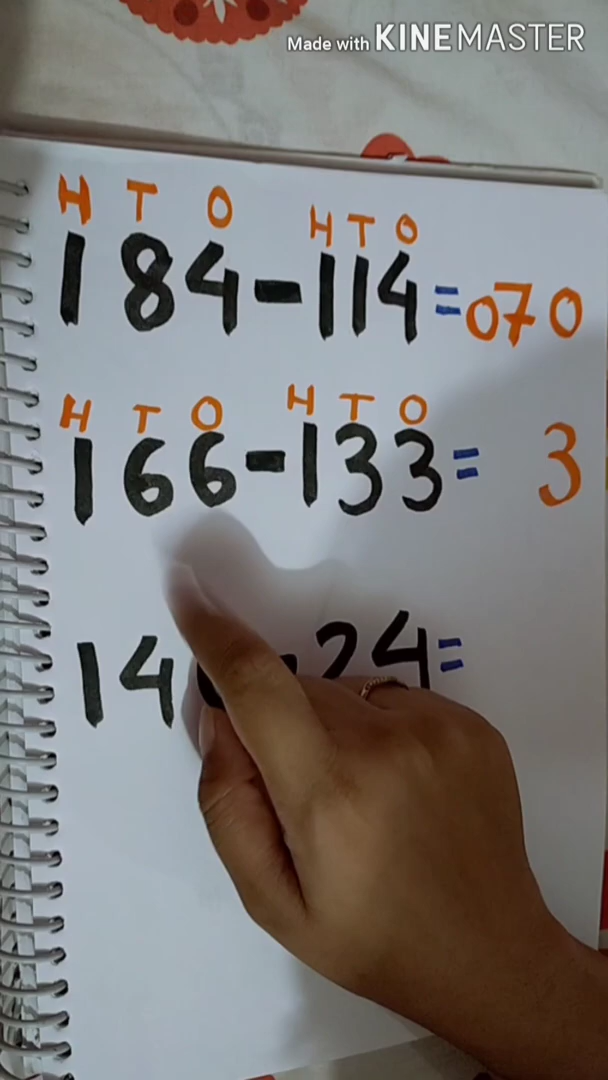 Made with KINEMASTER
H T O H T O
184-114=070
H T O H T O
166-133= 3
14 24=